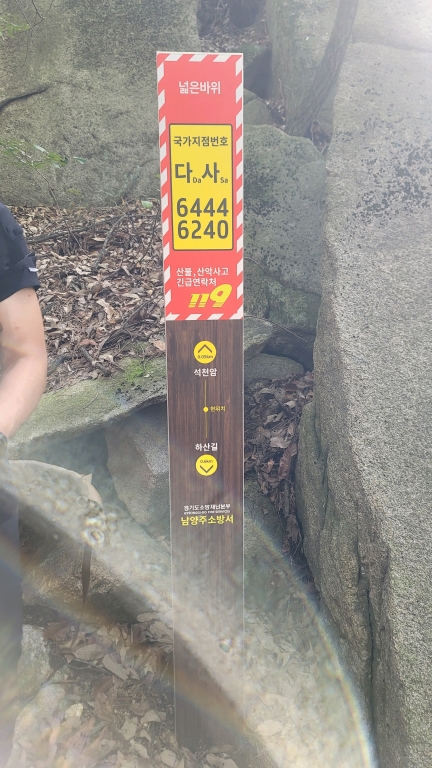 넓은바위
국가지점번호
다Da사Sa
6444
6240
산불, 산악사고
긴급연락처
119
석천암
현위치
하산길
경기도소방재난본부
남양주소방서